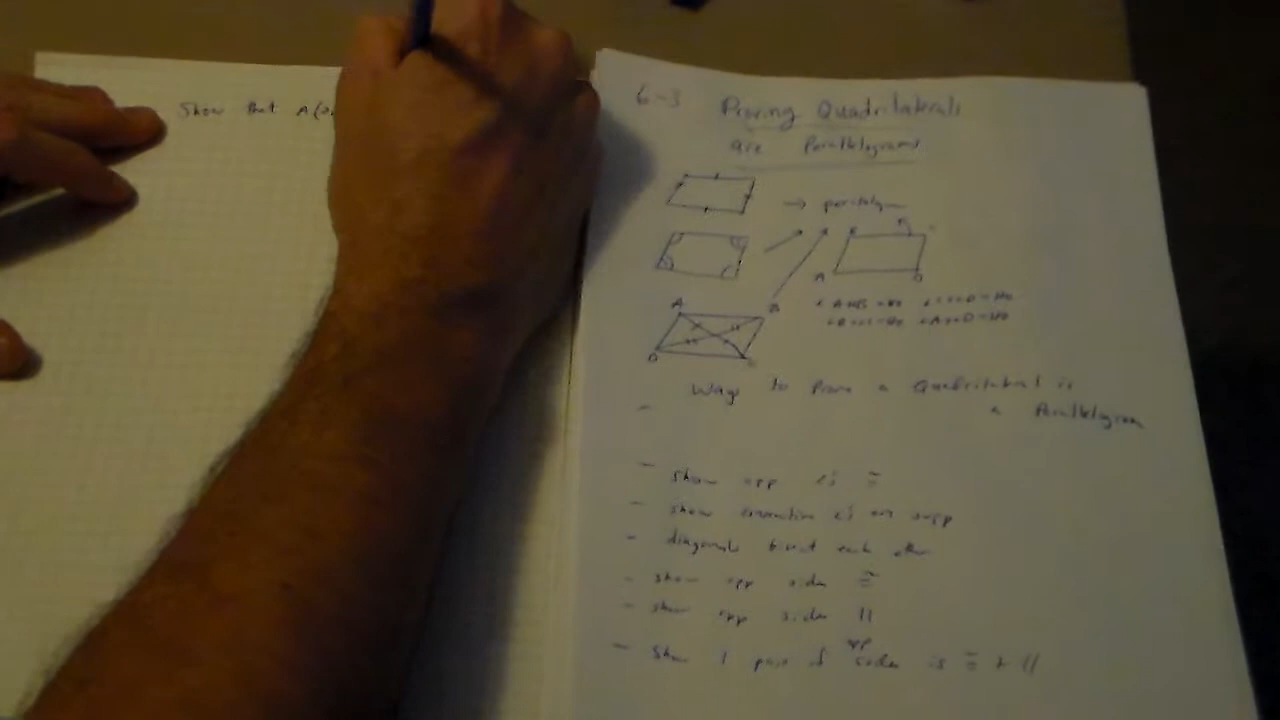 Show that A(2,
6-3 Proving Quadrilaterals
are Parallelograms
→ parallelogram
A B
D C
Ways to Prove a Quadrilateral is
a Parallelogram
- Show opp ∠'s ≅
- show consecutive ∠'s are supp
- diagonals bisect each other
- show opp sides ≅
- show opp sides ||
- Show 1 pair of opp sides is ≅ + ||